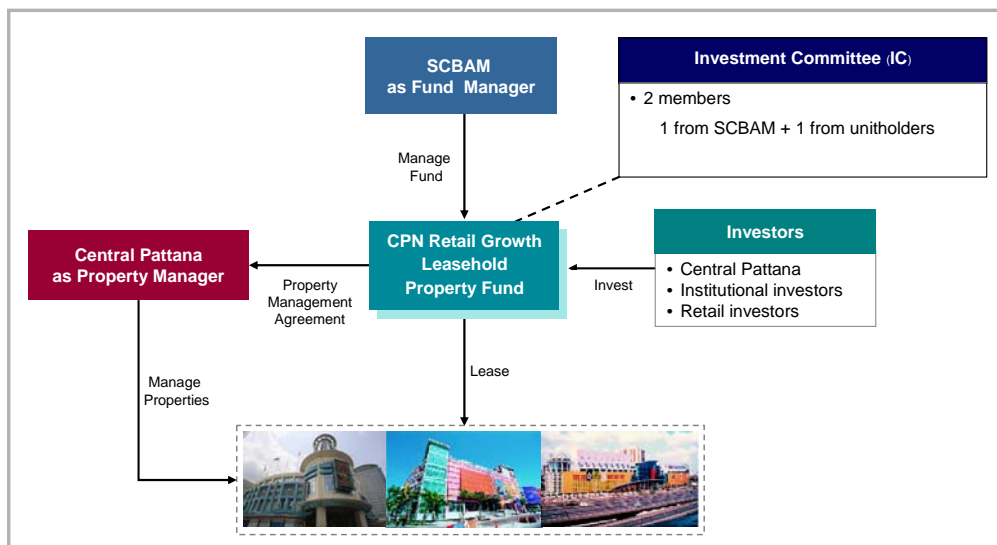 SCBAM
as Fund Manager
Investment Committee (IC)
• 2 members
1 from SCBAM + 1 from unitholders
Manage
Fund
CPN Retail Growth
Leasehold
Property Fund
Central Pattana
as Property Manager
Investors
• Central Pattana
• Institutional investors
• Retail investors
Property
Management
Agreement
Invest
Manage
Properties
Lease